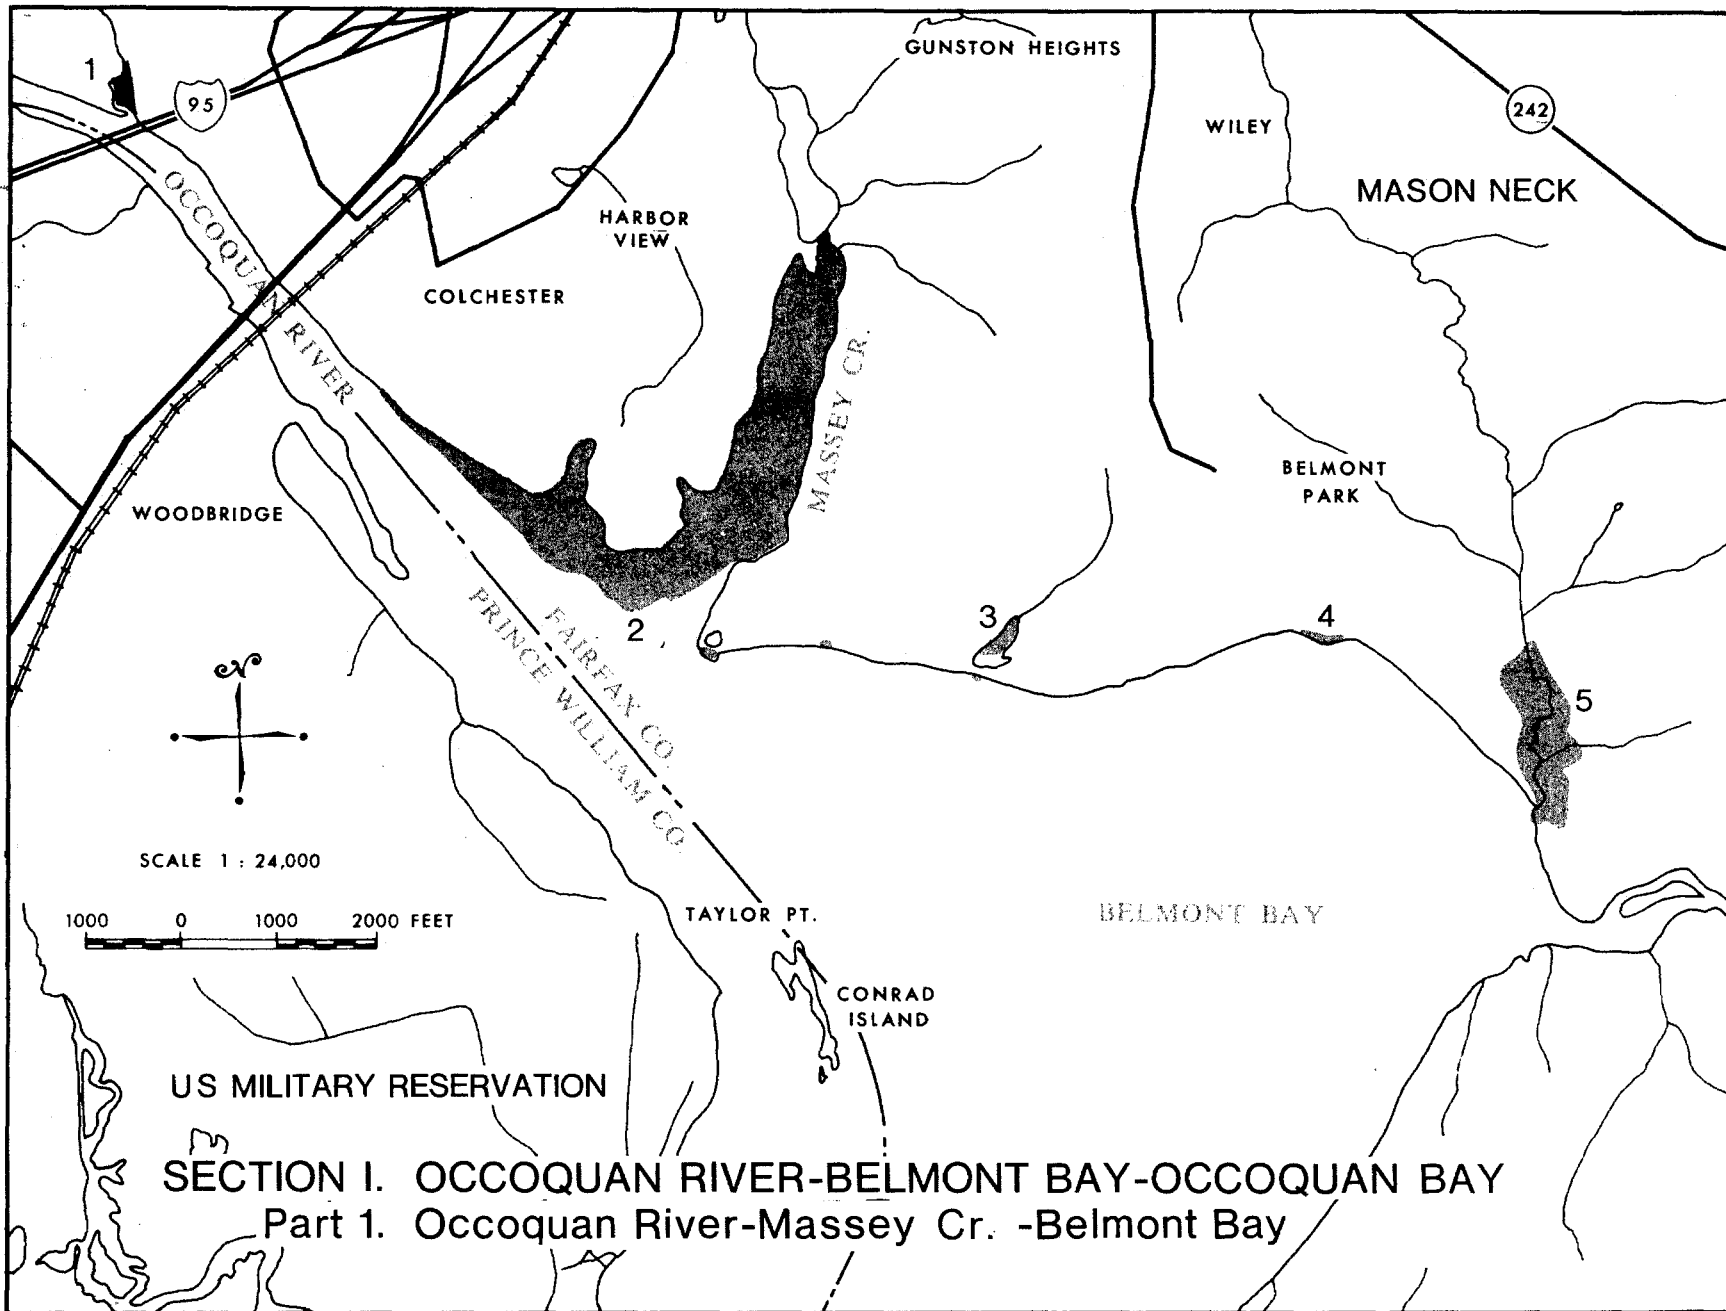 GUNSTON HEIGHTS
1
95
242
WILEY
MASON NECK
OCCOQUAN RIVER
HARBOR
VIEW
COLCHESTER
MASSEY CR.
BELMONT
PARK
WOODBRIDGE
2
3
4
5
FAIRFAX CO.
PRINCE WILLIAM CO.
N
SCALE 1 : 24,000
1000 0 1000 2000 FEET
TAYLOR PT.
BELMONT BAY
CONRAD
ISLAND
US MILITARY RESERVATION
SECTION I. OCCOQUAN RIVER-BELMONT BAY-OCCOQUAN BAY
Part 1. Occoquan River-Massey Cr. -Belmont Bay